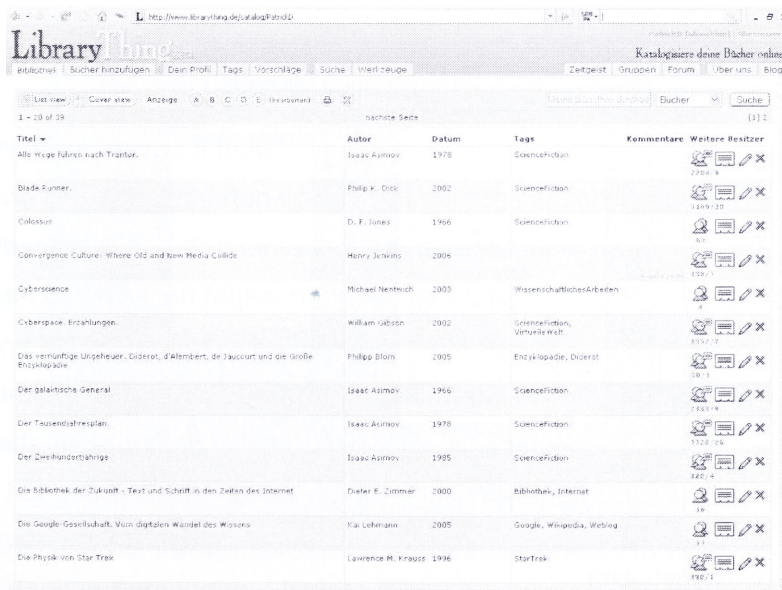 L http://www.librarything.de/catalog/PatrickD
LibraryThing
Katalogisiere deine Bücher online
Bibliothek Bücher hinzufügen Dein Profil Tags Vorschläge Suche Werkzeuge Zeitgeist Gruppen Forum Über uns Blog
List view Cover view Anzeige A B C D E (bearbeiten) Bücher Suche
1 - 20 of 39 nächste Seite [1] 2
Titel Autor Datum Tags Kommentare Weitere Besitzer
Alle Wege führen nach Trantor. Isaac Asimov 1978 ScienceFiction
Blade Runner. Philip K. Dick 2002 ScienceFiction
Colossus D. F. Jones 1966 ScienceFiction
Convergence Culture: Where Old and New Media Collide Henry Jenkins 2006
Cyberscience Michael Nentwich 2003 WissenschaftlichesArbeiten
Cyberspace. Erzählungen. William Gibson 2002 ScienceFiction,
VirtuelleWelt
Das vernünftige Ungeheuer. Diderot, d'Alembert, de Jaucourt und die Große Philipp Blom 2005 Enzyklopädie, Diderot
Enzyklopädie
Der galaktische General Isaac Asimov 1966 ScienceFiction
Der Tausendjahresplan. Isaac Asimov 1978 ScienceFiction
Der Zweihundertjährige Isaac Asimov 1985 ScienceFiction
Die Bibliothek der Zukunft - Text und Schrift in den Zeiten des Internet Dieter E. Zimmer 2000 Bibliothek, Internet
Die Google-Gesellschaft. Vom digitalen Wandel des Wissens Kai Lehmann 2005 Google, Wikipedia, Weblog
Die Physik von Star Trek Lawrence M. Krauss 1996 StarTrek